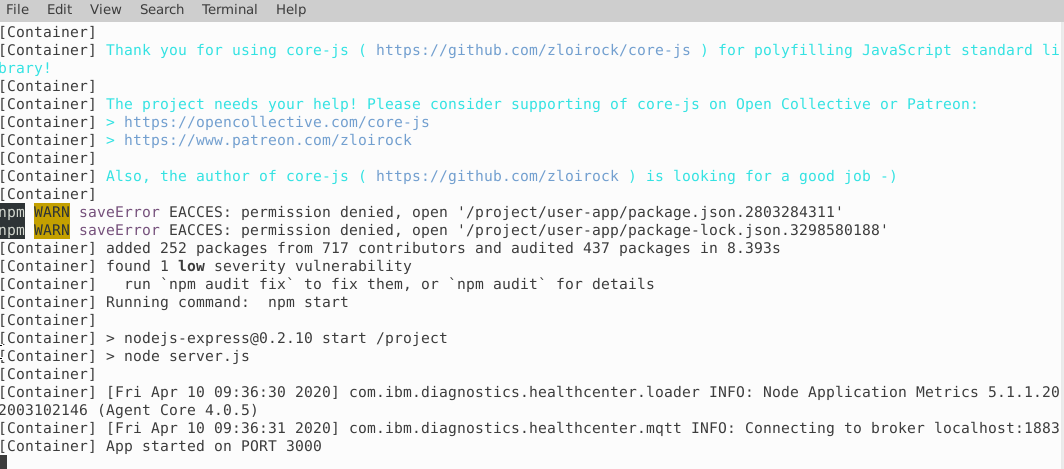 File Edit View Search Terminal Help
[Container]
[Container] Thank you for using core-js ( https://github.com/zloirock/core-js ) for polyfilling JavaScript standard li
brary!
[Container]
[Container] The project needs your help! Please consider supporting of core-js on Open Collective or Patreon:
[Container] > https://opencollective.com/core-js
[Container] > https://www.patreon.com/zloirock
[Container]
[Container] Also, the author of core-js ( https://github.com/zloirock ) is looking for a good job -)
[Container]
npm WARN saveError EACCES: permission denied, open '/project/user-app/package.json.2803284311'
npm WARN saveError EACCES: permission denied, open '/project/user-app/package-lock.json.3298580188'
[Container] added 252 packages from 717 contributors and audited 437 packages in 8.393s
[Container] found 1 low severity vulnerability
[Container]   run `npm audit fix` to fix them, or `npm audit` for details
[Container] Running command:  npm start
[Container]
[Container] > nodejs-express@0.2.10 start /project
[Container] > node server.js
[Container]
[Container] [Fri Apr 10 09:36:30 2020] com.ibm.diagnostics.healthcenter.loader INFO: Node Application Metrics 5.1.1.20
2003102146 (Agent Core 4.0.5)
[Container] [Fri Apr 10 09:36:31 2020] com.ibm.diagnostics.healthcenter.mqtt INFO: Connecting to broker localhost:1883
[Container] App started on PORT 3000